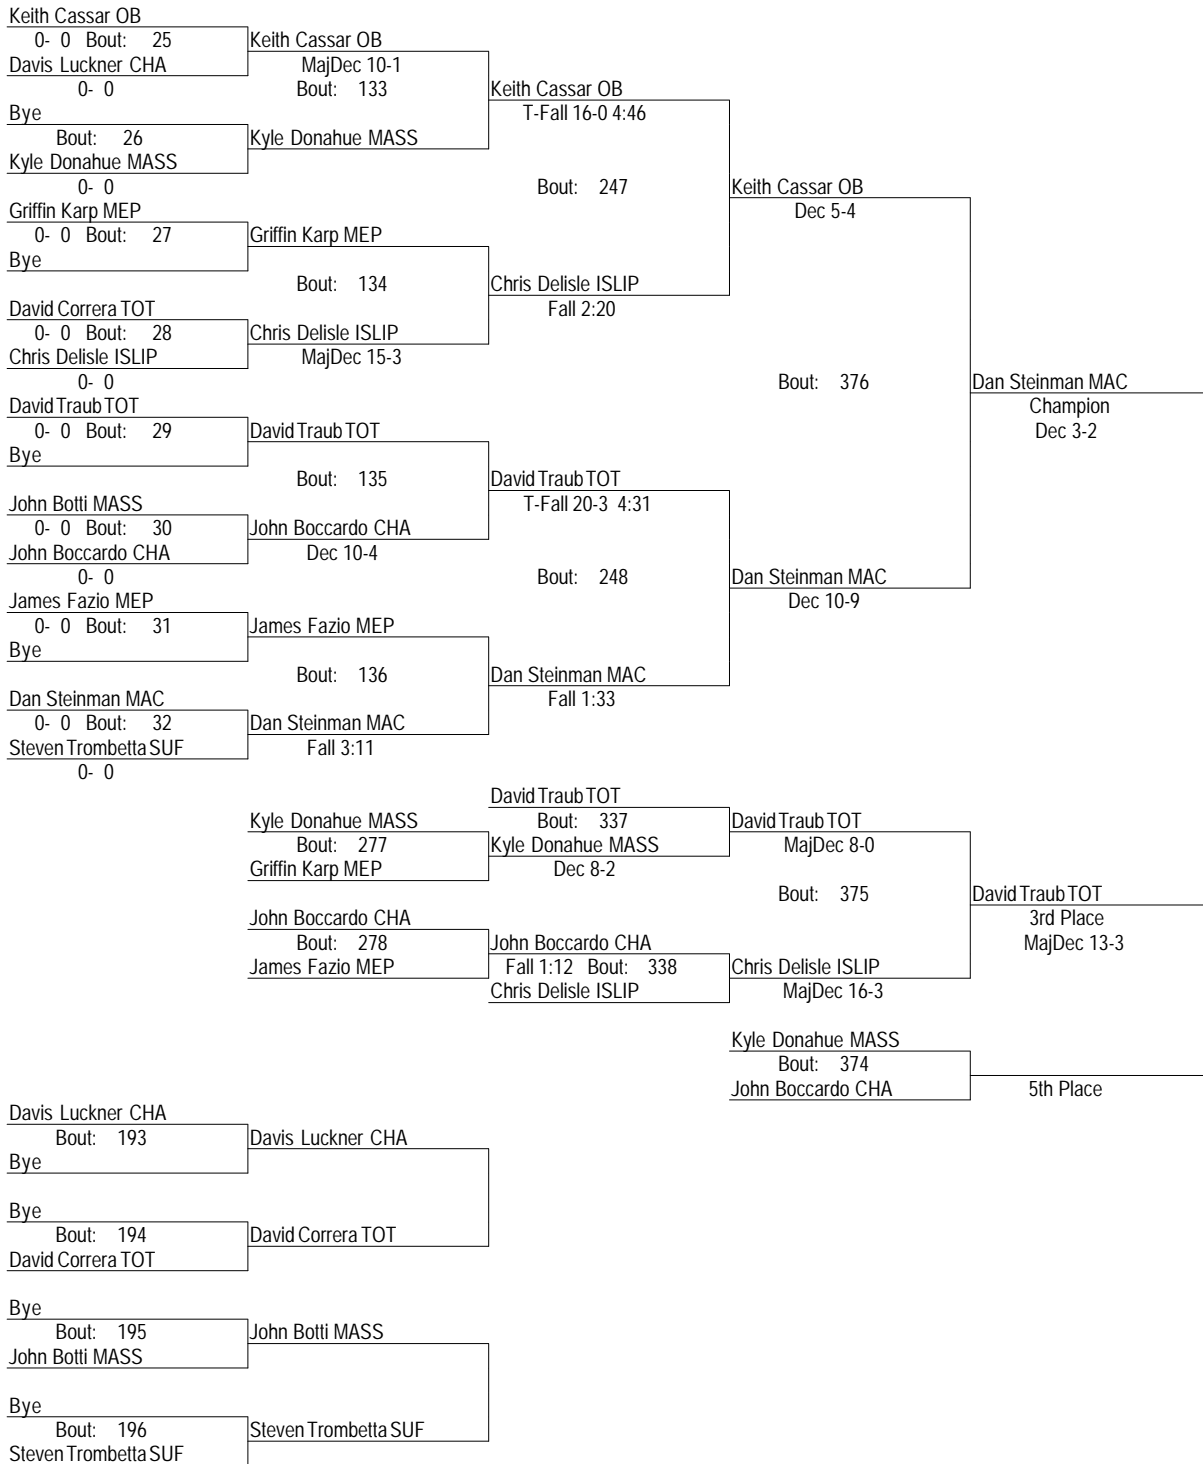 Keith Cassar OB
0- 0 Bout: 25 Keith Cassar OB
Davis Luckner CHA MajDec 10-1
0- 0 Bout: 133 Keith Cassar OB
Bye T-Fall 16-0 4:46
Bout: 26 Kyle Donahue MASS
Kyle Donahue MASS
0- 0 Bout: 247 Keith Cassar OB
Griffin Karp MEP Dec 5-4
0- 0 Bout: 27 Griffin Karp MEP
Bye
Bout: 134 Chris Delisle ISLIP
David Correra TOT Fall 2:20
0- 0 Bout: 28 Chris Delisle ISLIP
Chris Delisle ISLIP MajDec 15-3
0- 0 Bout: 376 Dan Steinman MAC
David Traub TOT Champion
0- 0 Bout: 29 David Traub TOT Dec 3-2
Bye
Bout: 135 David Traub TOT
John Botti MASS T-Fall 20-3 4:31
0- 0 Bout: 30 John Boccardo CHA
John Boccardo CHA Dec 10-4
0- 0 Bout: 248 Dan Steinman MAC
James Fazio MEP Dec 10-9
0- 0 Bout: 31 James Fazio MEP
Bye
Bout: 136 Dan Steinman MAC
Dan Steinman MAC Fall 1:33
0- 0 Bout: 32 Dan Steinman MAC
Steven Trombetta SUF Fall 3:11
0- 0
David Traub TOT
Kyle Donahue MASS Bout: 337 David Traub TOT
Bout: 277 Kyle Donahue MASS MajDec 8-0
Griffin Karp MEP Dec 8-2
Bout: 375 David Traub TOT
John Boccardo CHA 3rd Place
Bout: 278 John Boccardo CHA MajDec 13-3
James Fazio MEP Fall 1:12 Bout: 338 Chris Delisle ISLIP
Chris Delisle ISLIP MajDec 16-3
Kyle Donahue MASS
Bout: 374
John Boccardo CHA 5th Place
Davis Luckner CHA
Bout: 193 Davis Luckner CHA
Bye
Bye
Bout: 194 David Correra TOT
David Correra TOT
Bye
Bout: 195 John Botti MASS
John Botti MASS
Bye
Bout: 196 Steven Trombetta SUF
Steven Trombetta SUF